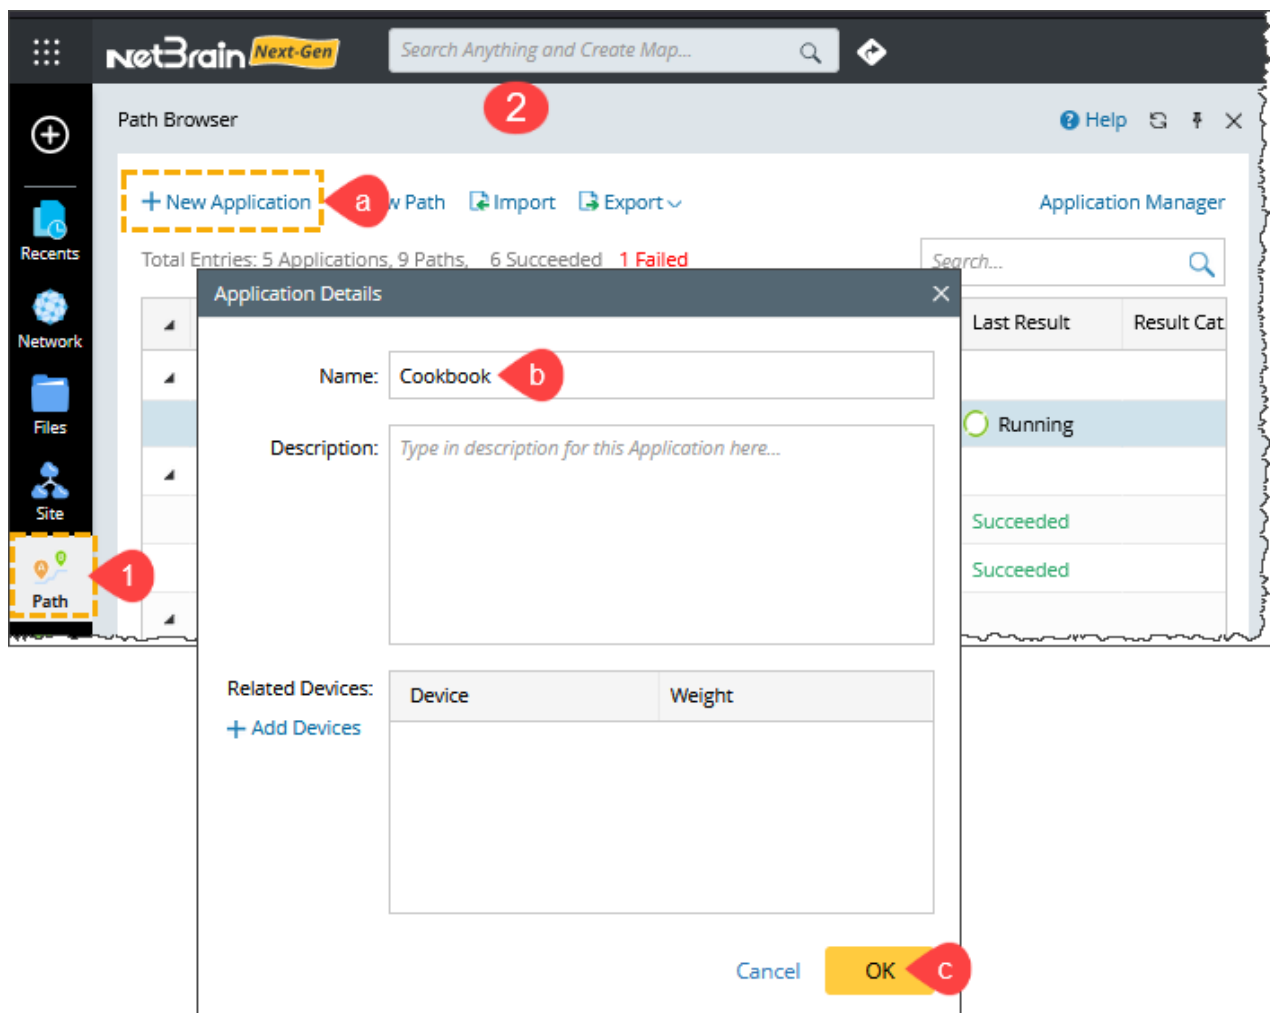 NetBrain Next-Gen
Search Anything and Create Map...
2
Path Browser
Help
+ New Application
a
w Path
Import
Export
Application Manager
Total Entries: 5 Applications, 9 Paths, 6 Succeeded 1 Failed
Search...
Recents
Network
Files
Site
Path
1
Application Details
Last Result
Result Cat
Name:
Cookbook
b
Description:
Type in description for this Application here...
Running
Succeeded
Succeeded
Related Devices:
+ Add Devices
Device
Weight
Cancel
OK
c